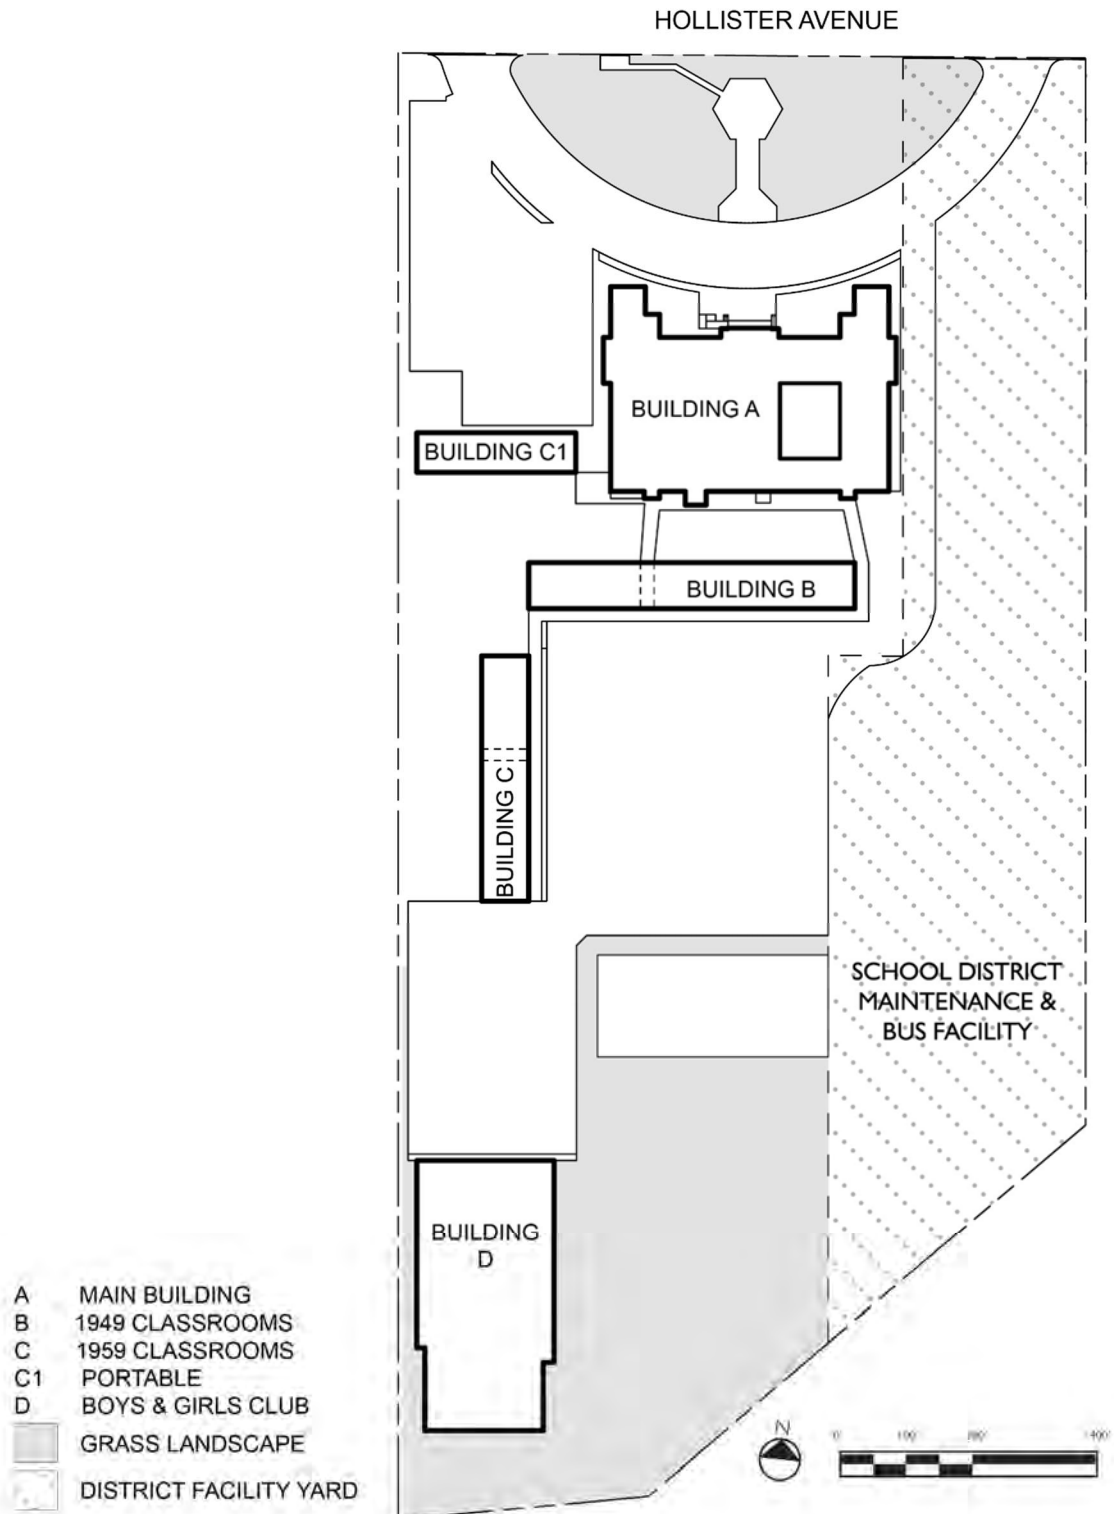 HOLLISTER AVENUE
BUILDING A
BUILDING C1
BUILDING B
BUILDING C
SCHOOL DISTRICT
MAINTENANCE &
BUS FACILITY
BUILDING
D
A MAIN BUILDING
B 1949 CLASSROOMS
C 1959 CLASSROOMS
C1 PORTABLE
D BOYS & GIRLS CLUB
GRASS LANDSCAPE
DISTRICT FACILITY YARD
N